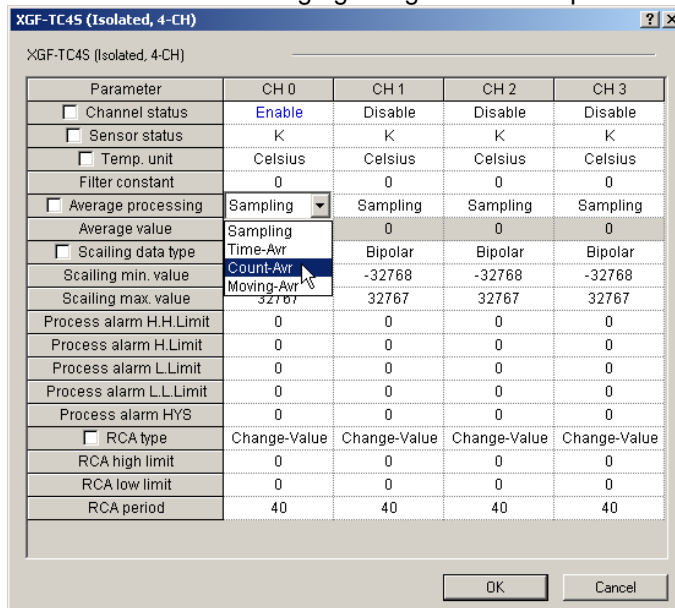 XGF-TC4S (Isolated, 4-CH)
XGF-TC4S (Isolated, 4-CH)
Parameter CH 0 CH 1 CH 2 CH 3
Channel status Enable Disable Disable Disable
Sensor status K K K K
Temp. unit Celsius Celsius Celsius Celsius
Filter constant 0 0 0 0
Average processing Sampling Sampling Sampling Sampling
Average value Sampling 0 0 0
Scailing data type Time-Avr Bipolar Bipolar Bipolar
Scailing min. value Count-Avr -32768 -32768 -32768
Moving-Avr
Scailing max. value 32767 32767 32767 32767
Process alarm H.H.Limit 0 0 0 0
Process alarm H.Limit 0 0 0 0
Process alarm L.Limit 0 0 0 0
Process alarm L.L.Limit 0 0 0 0
Process alarm HYS 0 0 0 0
RCA type Change-Value Change-Value Change-Value Change-Value
RCA high limit 0 0 0 0
RCA low limit 0 0 0 0
RCA period 40 40 40 40
OK Cancel